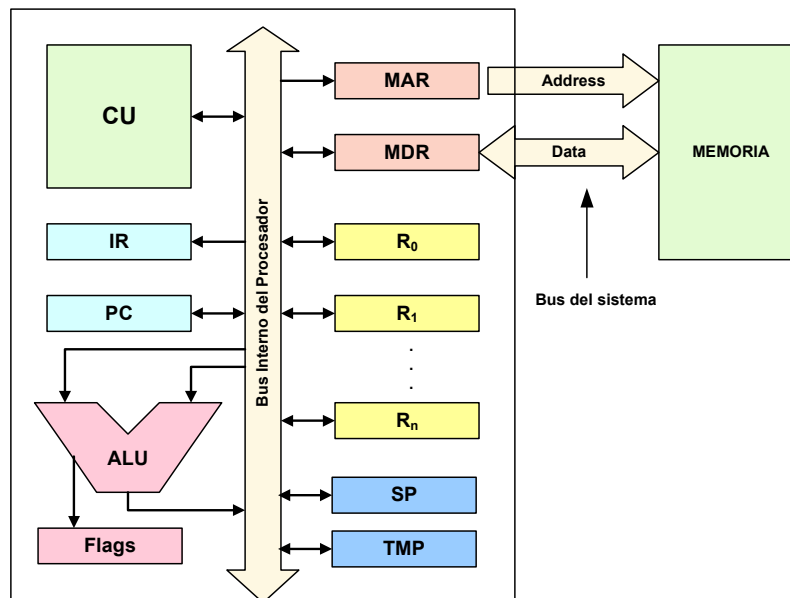 CU
MAR
Address
MDR
Data
MEMORIA
IR
R0
Bus del sistema
PC
R1
.
.
.
Bus Interno del Procesador
Rn
ALU
SP
Flags
TMP